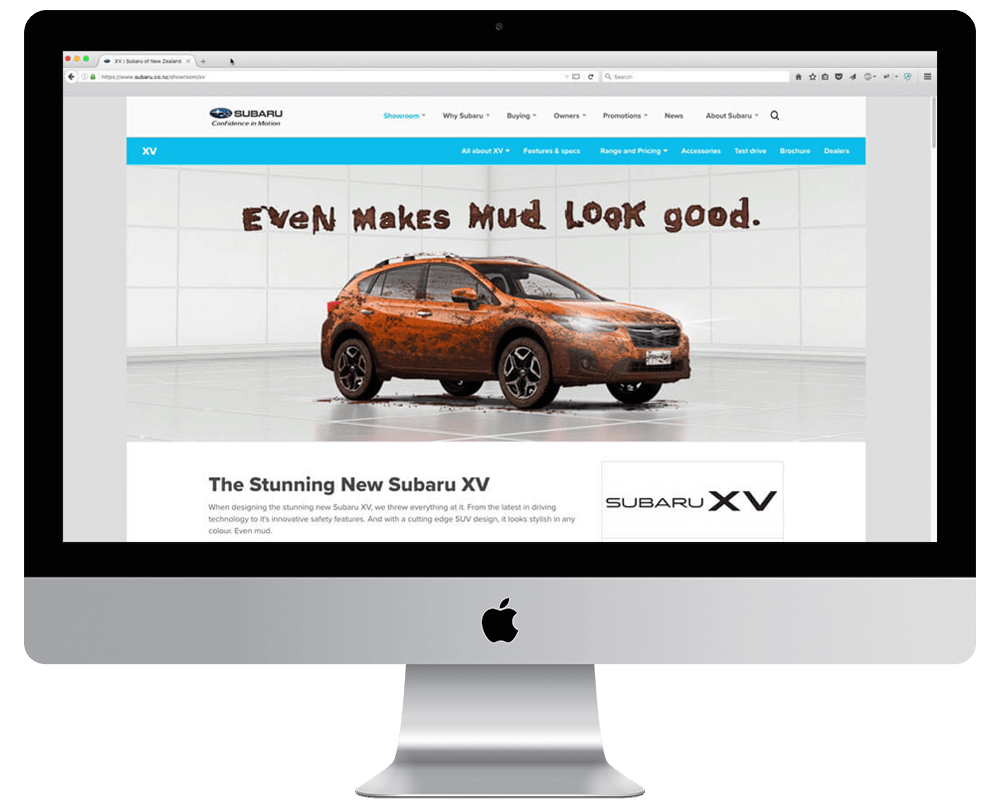 XV | Subaru of New Zealand
https://www.subaru.co.nz/showroom/xv
Search
SUBARU
Confidence in Motion
Showroom Why Subaru Buying Owners Promotions News About Subaru
XV All about XV Features & specs Range and Pricing Accessories Test drive Brochure Dealers
EVeN MaKES Mud LOOK gOOd.
The Stunning New Subaru XV
When designing the stunning new Subaru XV, we threw everything at it. From the latest in driving
technology to it's innovative safety features. And with a cutting edge SUV design, it looks stylish in any
colour. Even mud.
SUBARU XV